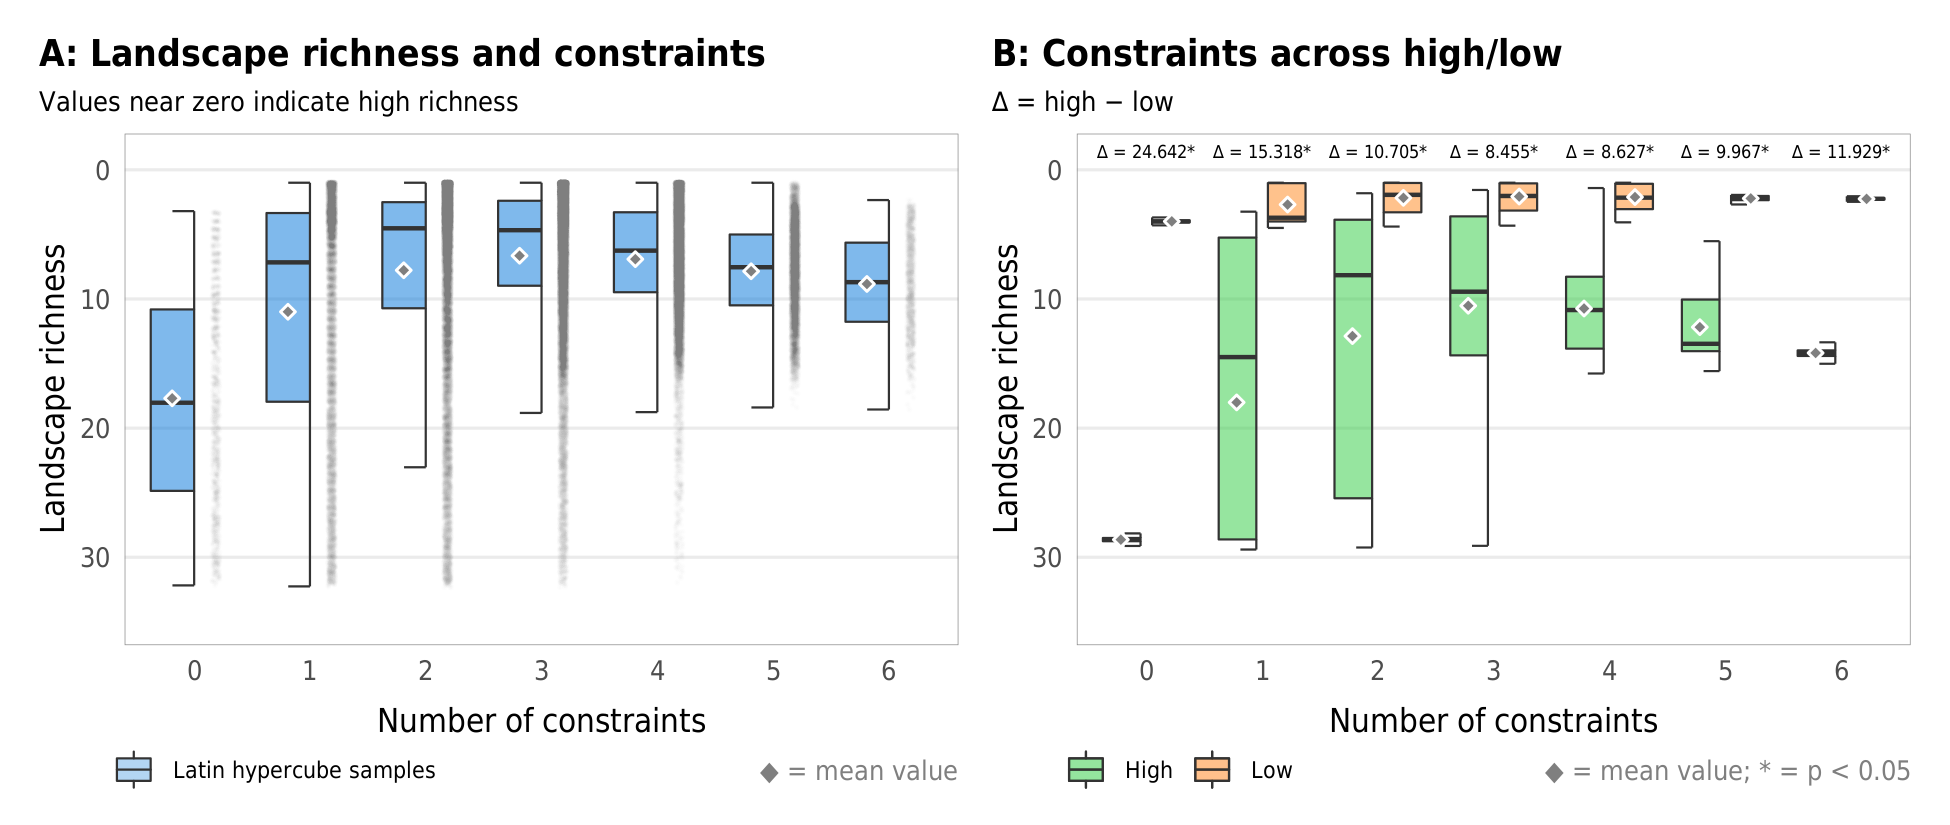 A: Landscape richness and constraints
Values near zero indicate high richness
Landscape richness
0
10
20
30
0 1 2 3 4 5 6
Number of constraints
Latin hypercube samples
◆ = mean value
B: Constraints across high/low
Δ = high − low
Δ = 24.642* Δ = 15.318* Δ = 10.705* Δ = 8.455* Δ = 8.627* Δ = 9.967* Δ = 11.929*
Landscape richness
0
10
20
30
0 1 2 3 4 5 6
Number of constraints
High Low
◆ = mean value; * = p < 0.05